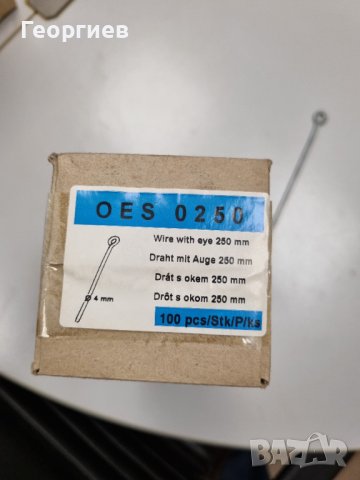 Георгиев
OES 0250
Wire with eye 250 mm
Draht mit Auge 250 mm
Drát s okem 250 mm
Drôt s okom 250 mm
Ø 4 mm
100 pcs/Stk/P/ks
BAZAR